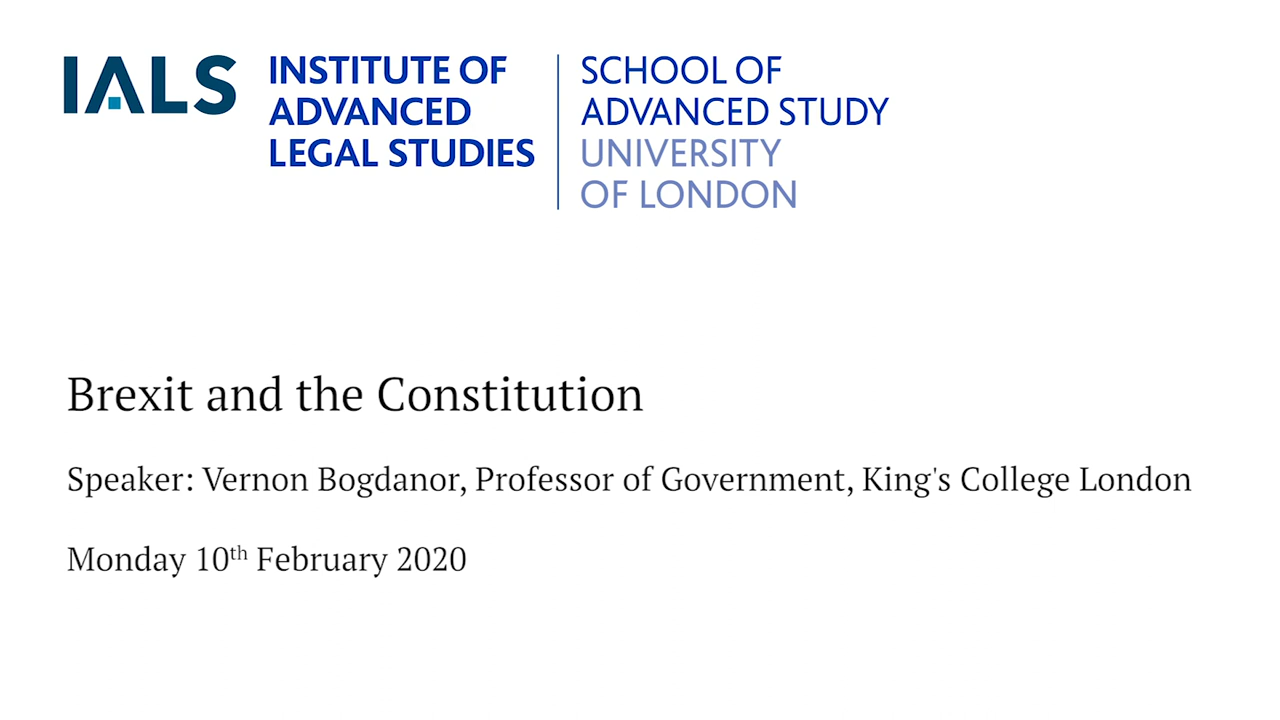 IALS
INSTITUTE OF
ADVANCED
LEGAL STUDIES
SCHOOL OF
ADVANCED STUDY
UNIVERSITY
OF LONDON
Brexit and the Constitution
Speaker: Vernon Bogdanor, Professor of Government, King's College London
Monday 10th February 2020